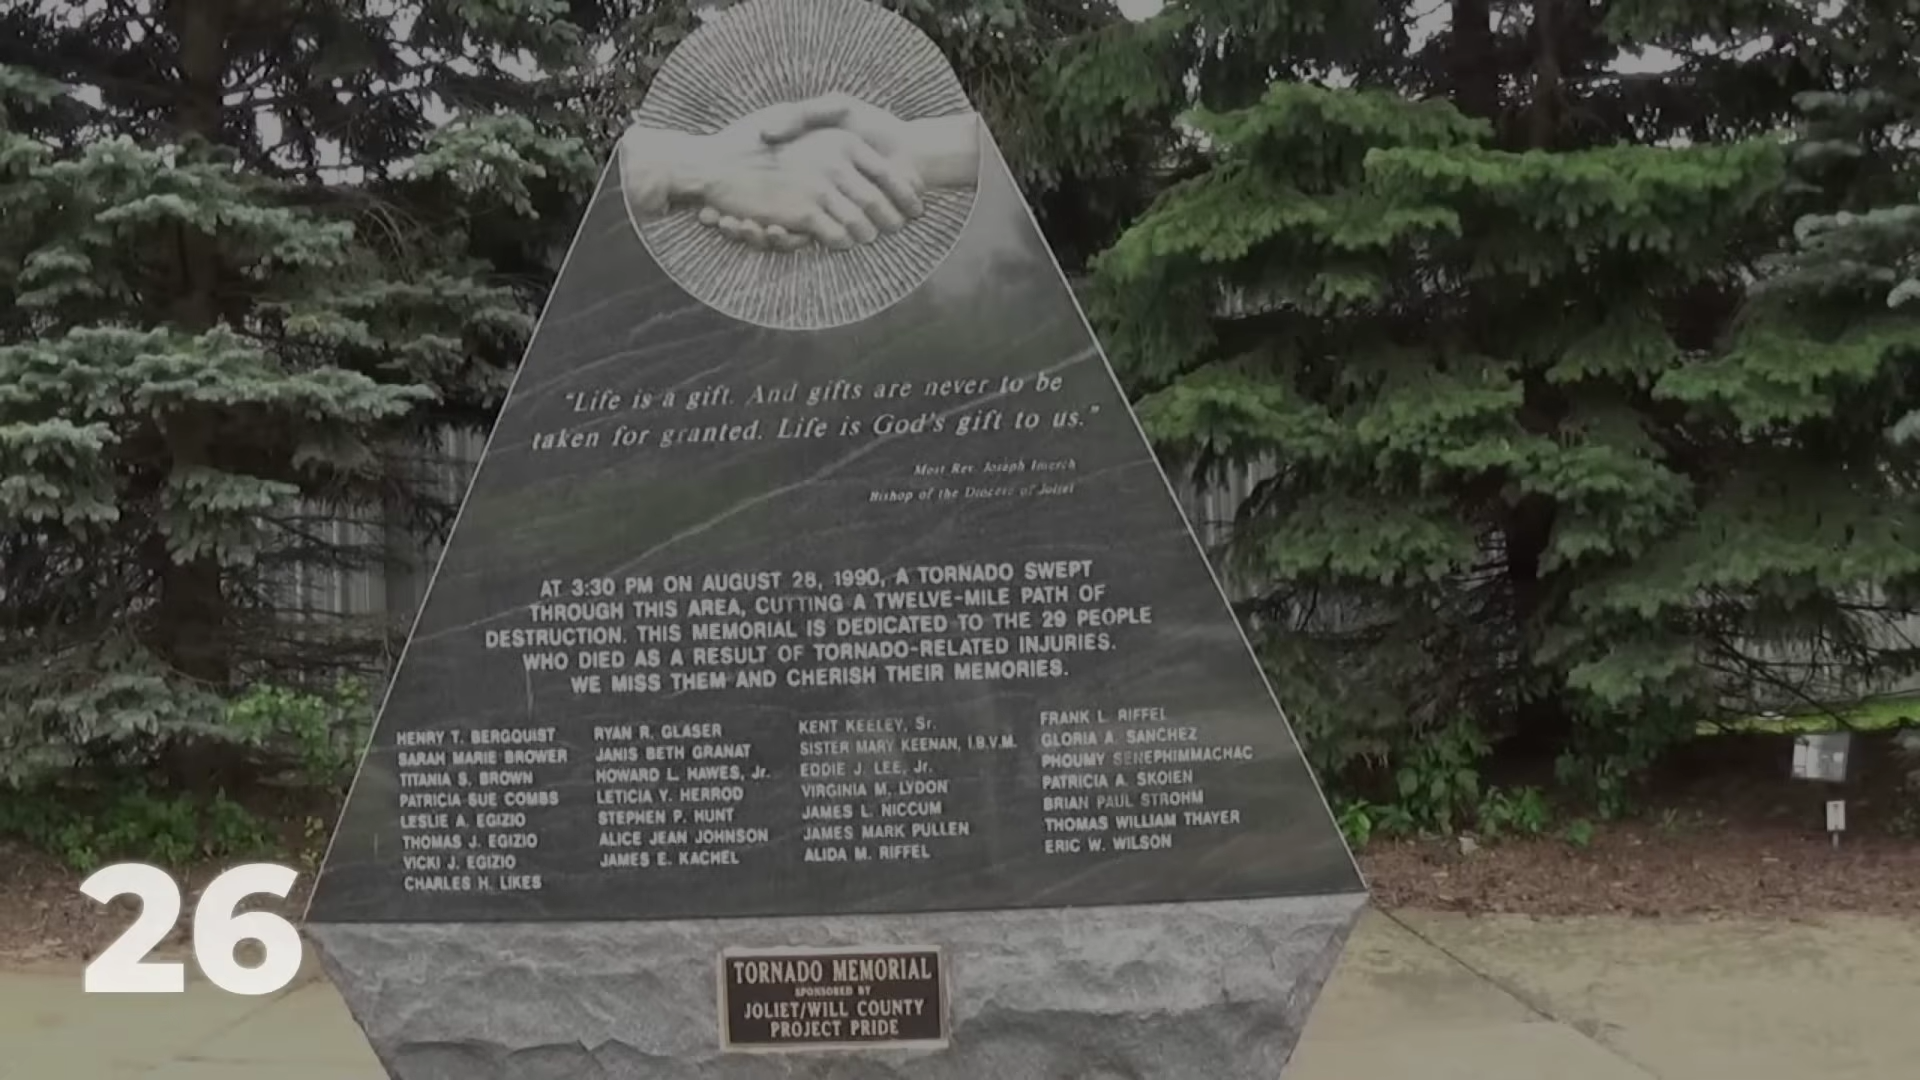 "Life is a gift. And gifts are never to be
taken for granted. Life is God's gift to us."
Most Rev. Joseph Imesch
Bishop of the Diocese of Joliet
AT 3:30 PM ON AUGUST 28, 1990, A TORNADO SWEPT
THROUGH THIS AREA, CUTTING A TWELVE-MILE PATH OF
DESTRUCTION. THIS MEMORIAL IS DEDICATED TO THE 29 PEOPLE
WHO DIED AS A RESULT OF TORNADO-RELATED INJURIES.
WE MISS THEM AND CHERISH THEIR MEMORIES.
HENRY T. BERGQUIST
SARAH MARIE BROWER
TITANIA S. BROWN
PATRICIA SUE COMBS
LESLIE A. EGIZIO
THOMAS J. EGIZIO
VICKI J. EGIZIO
CHARLES H. LIKES
RYAN R. GLASER
JANIS BETH GRANAT
HOWARD L. HAWES, Jr.
LETICIA Y. HERROD
STEPHEN P. HUNT
ALICE JEAN JOHNSON
JAMES E. KACHEL
KENT KEELEY, Sr.
SISTER MARY KEENAN, I.B.V.M.
EDDIE J. LEE, Jr.
VIRGINIA M. LYDON
JAMES L. NICCUM
JAMES MARK PULLEN
ALIDA M. RIFFEL
FRANK L. RIFFEL
GLORIA A. SANCHEZ
PHOUMY SENEPHIMMACHAC
PATRICIA A. SKOIEN
BRIAN PAUL STROHM
THOMAS WILLIAM THAYER
ERIC W. WILSON
26
TORNADO MEMORIAL
SPONSORED BY
JOLIET/WILL COUNTY
PROJECT PRIDE